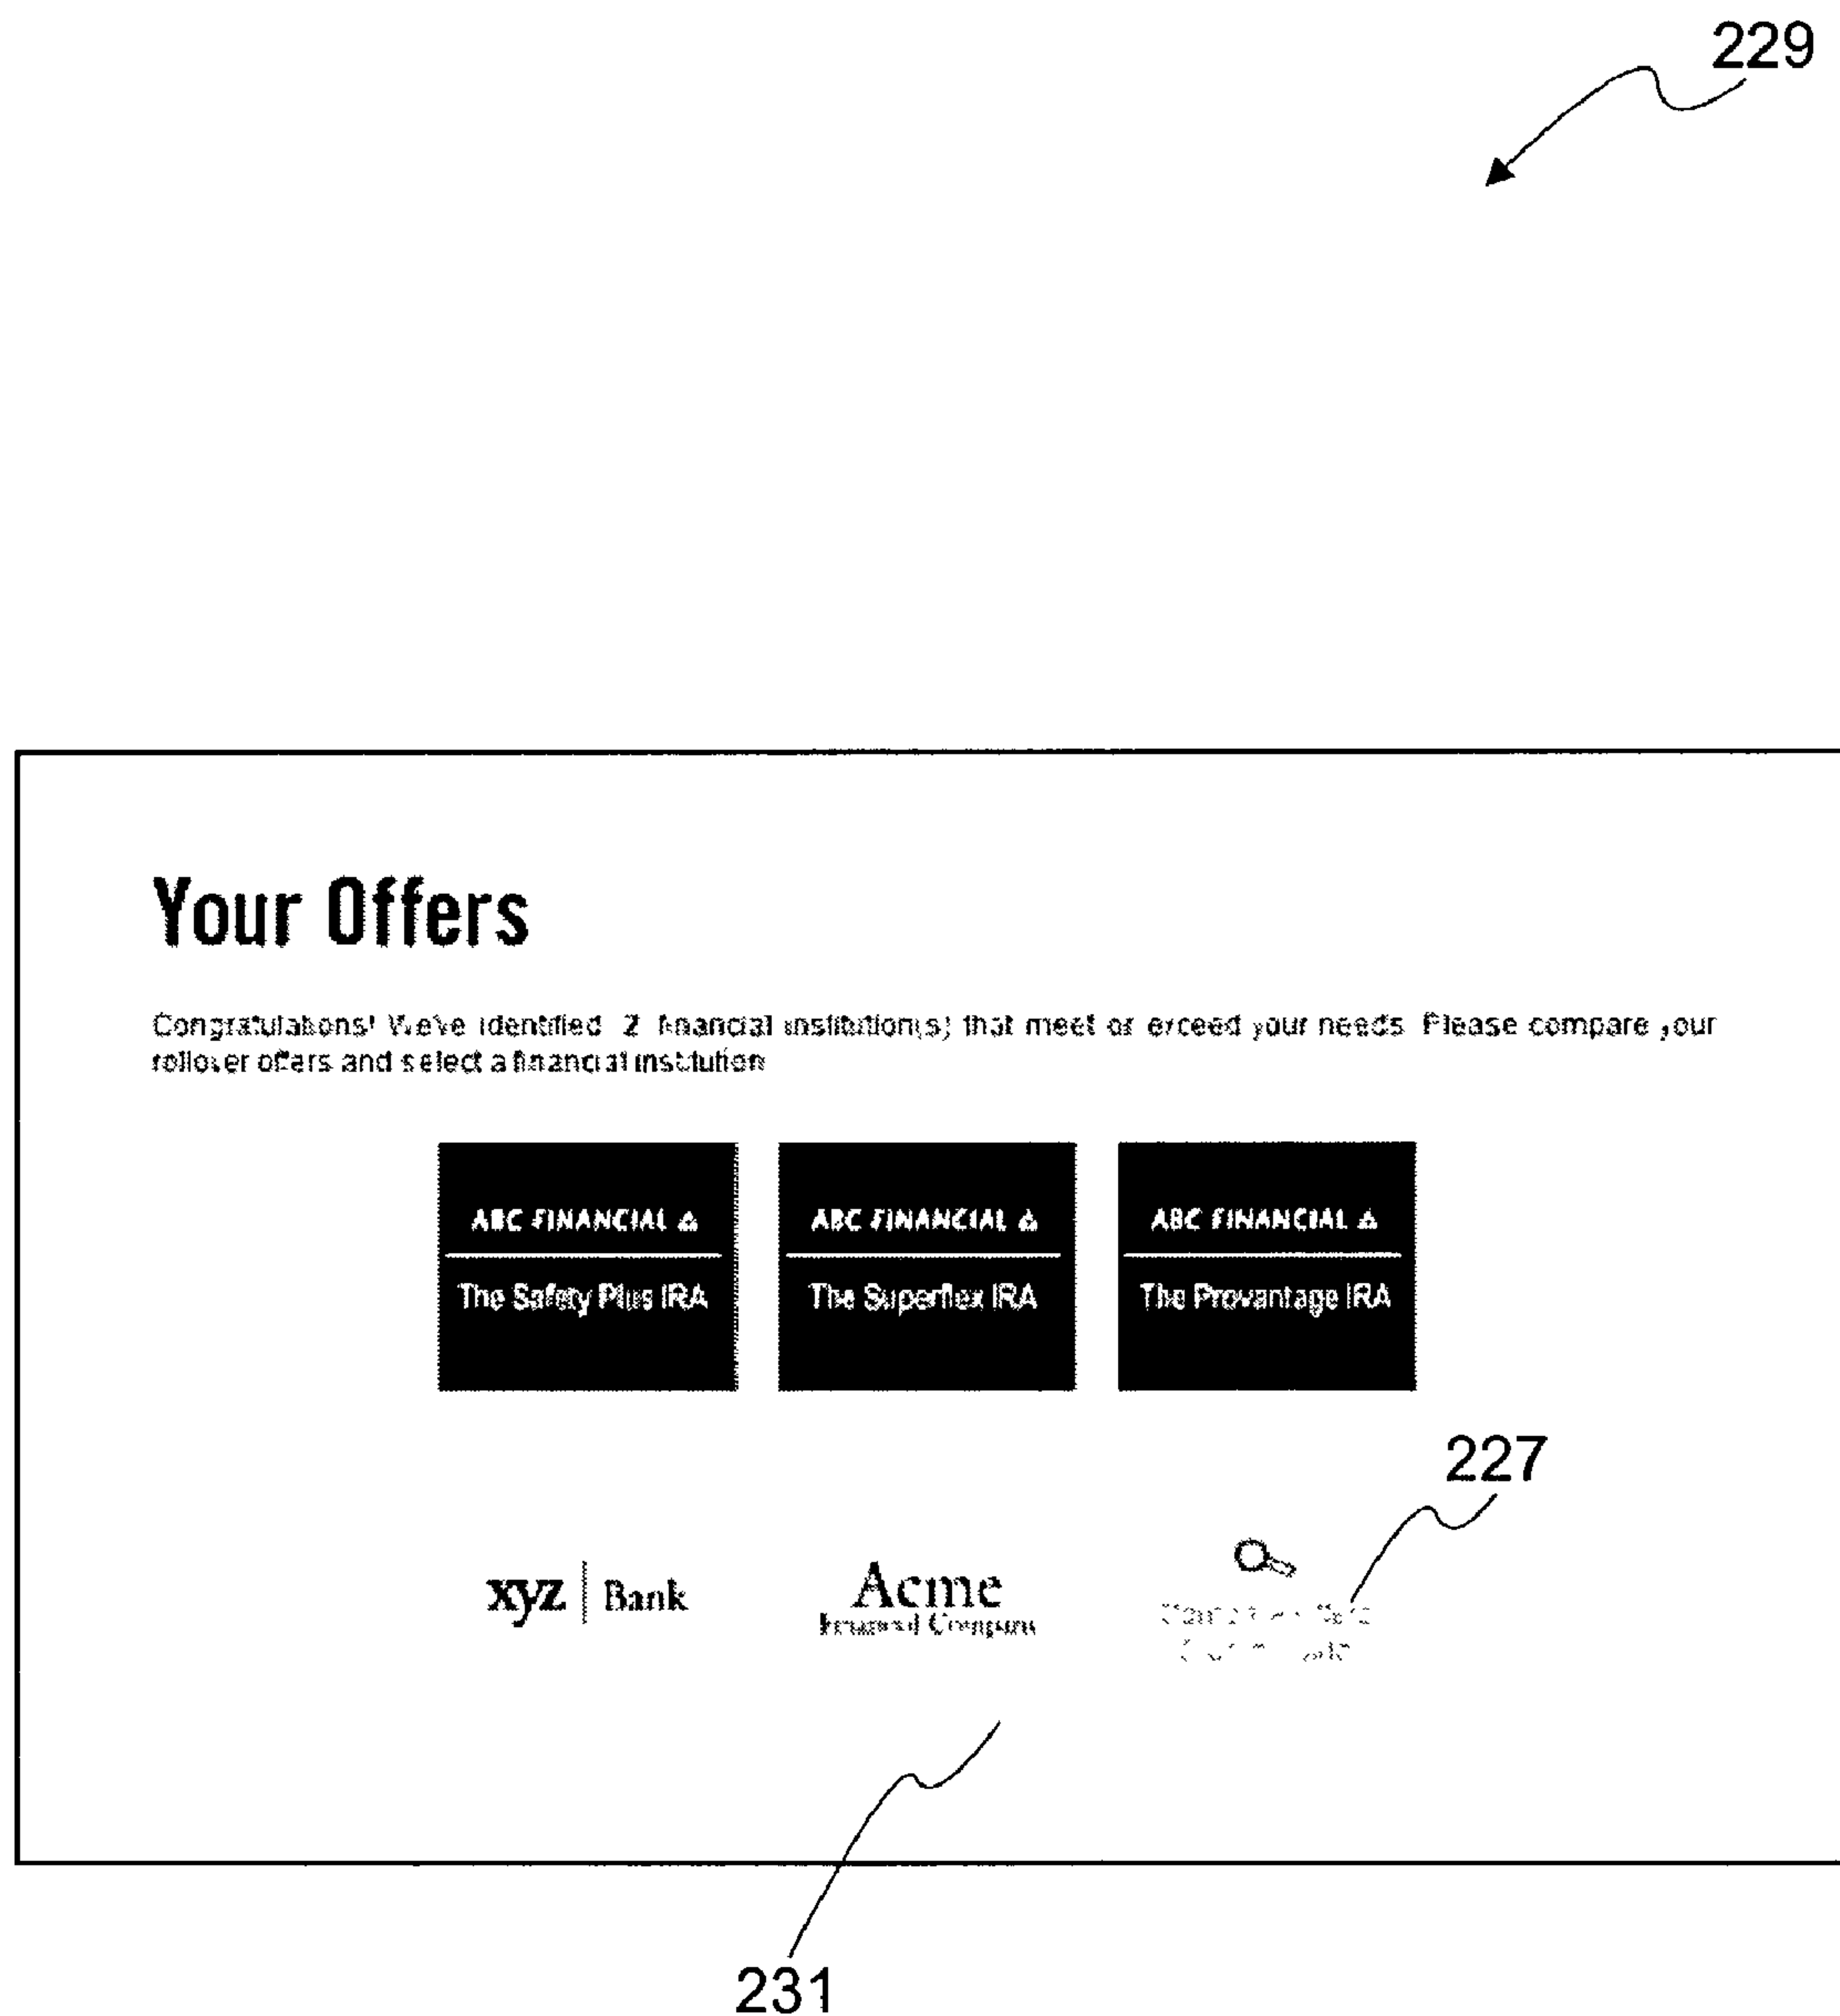 229
Your Offers
Congratulations! We've identified 2 financial institution(s) that meet or exceed your needs Please compare your
rollover offers and select a financial institution
ABC FINANCIAL ABC FINANCIAL ABC FINANCIAL
The Safety Plus IRA The Superflex IRA The Provantage IRA
227
xyz Bank Acme
Financial Company
231